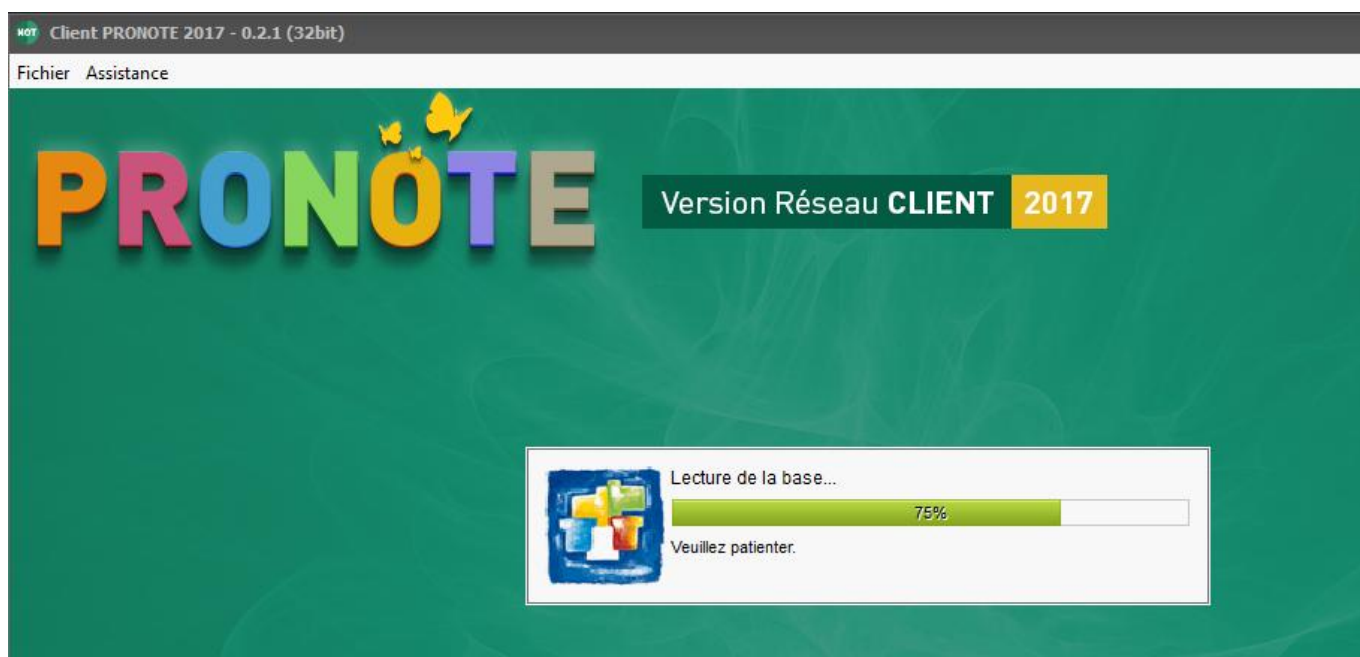 Client PRONOTE 2017 - 0.2.1 (32bit)
Fichier Assistance
PRONOTE
Version Réseau CLIENT 2017
Lecture de la base...
75%
Veuillez patienter.